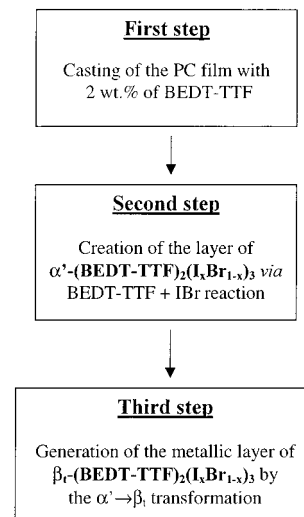 First step
Casting of the PC film with
2 wt.% of BEDT-TTF
Second step
Creation of the layer of
α'-(BEDT-TTF)₂(IₓBr₁₋ₓ)₃ via
BEDT-TTF + IBr reaction
Third step
Generation of the metallic layer of
βₜ-(BEDT-TTF)₂(IₓBr₁₋ₓ)₃ by
the α'→βₜ transformation